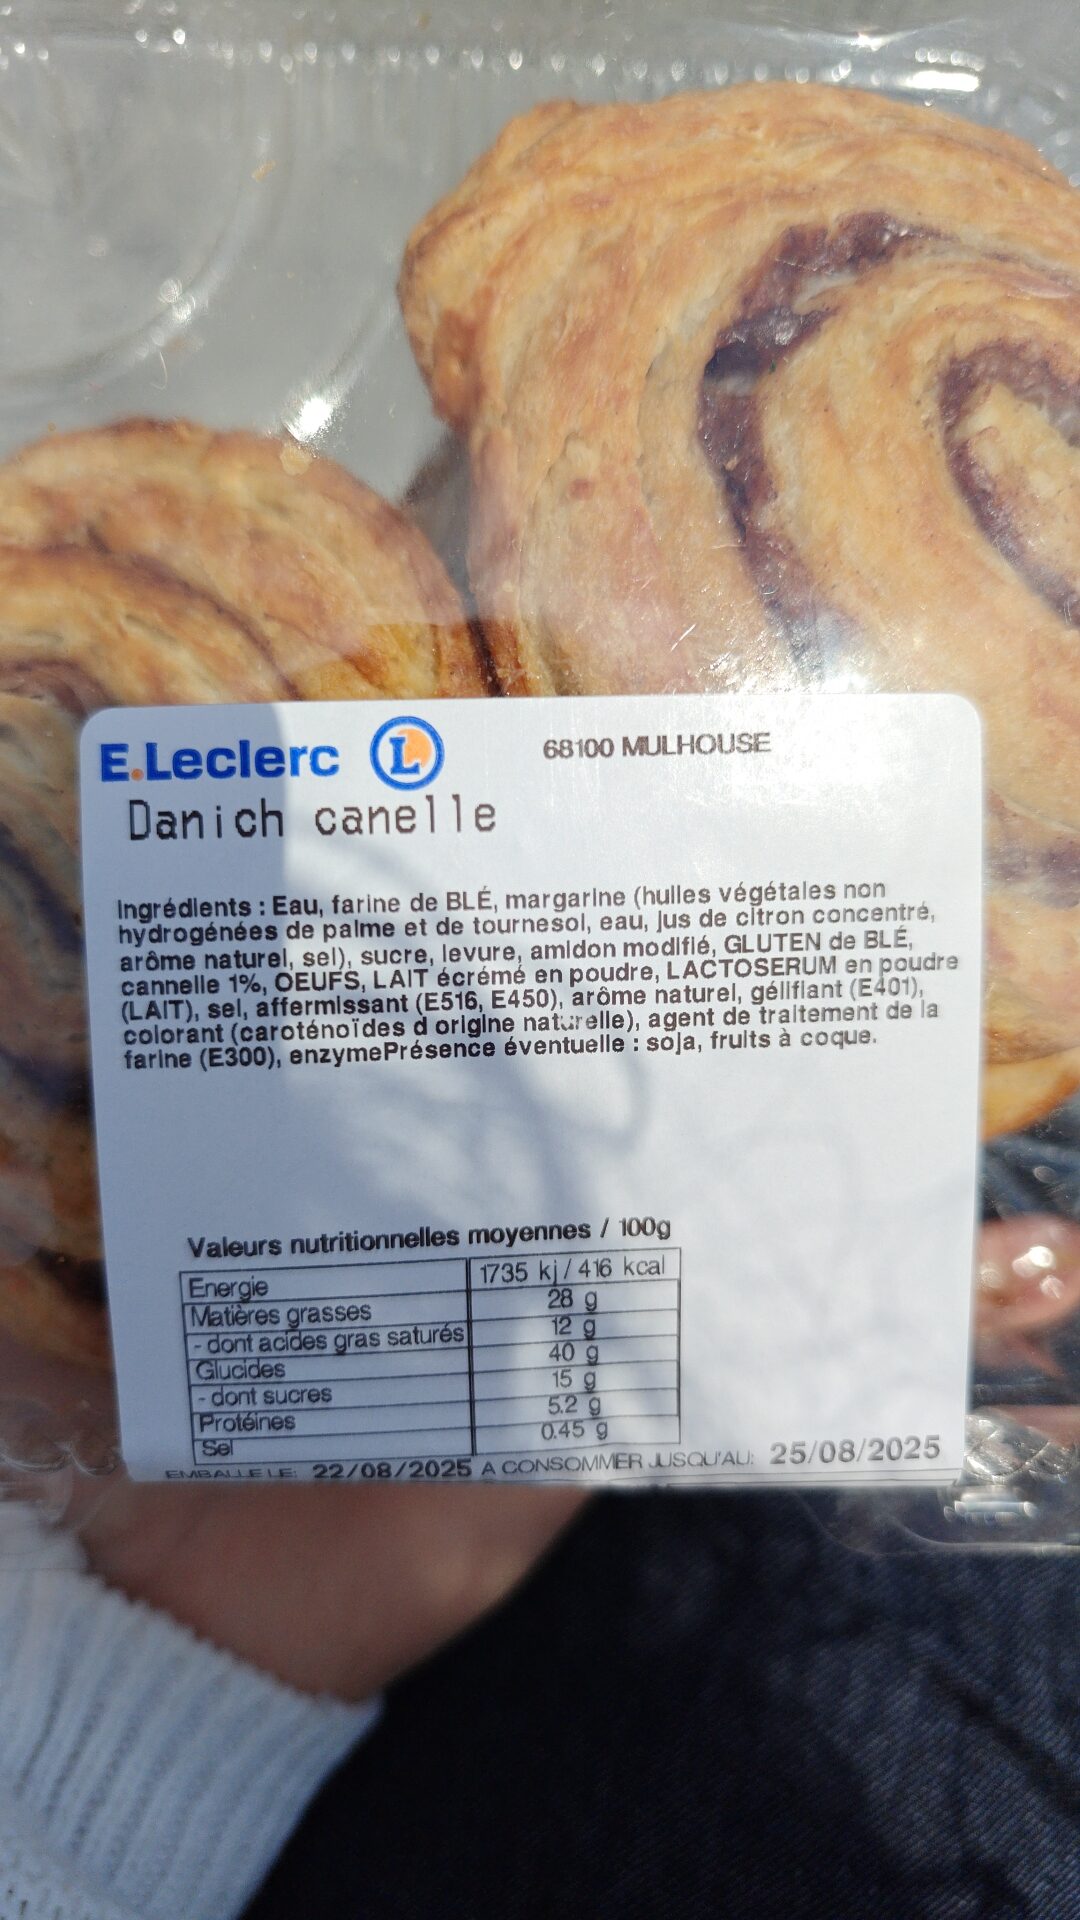 E.Leclerc L
68100 MULHOUSE
Danich canelle
Ingrédients : Eau, farine de BLÉ, margarine (huiles végétales non
hydrogénées de palme et de tournesol, eau, jus de citron concentré,
arôme naturel, sel), sucre, levure, amidon modifié, GLUTEN de BLÉ,
cannelle 1%, OEUFS, LAIT écrémé en poudre, LACTOSERUM en poudre
(LAIT), sel, affermissant (E516, E450), arôme naturel, gélifiant (E401),
colorant (caroténoïdes d origine naturelle), agent de traitement de la
farine (E300), enzymePrésence éventuelle : soja, fruits à coque.
Valeurs nutritionnelles moyennes / 100g
Energie 1735 kj / 416 kcal
Matières grasses 28 g
- dont acides gras saturés 12 g
Glucides 40 g
- dont sucres 15 g
Protéines 5.2 g
Sel 0.45 g
EMBALLE LE: 22/08/2025 A CONSOMMER JUSQU'AU: 25/08/2025